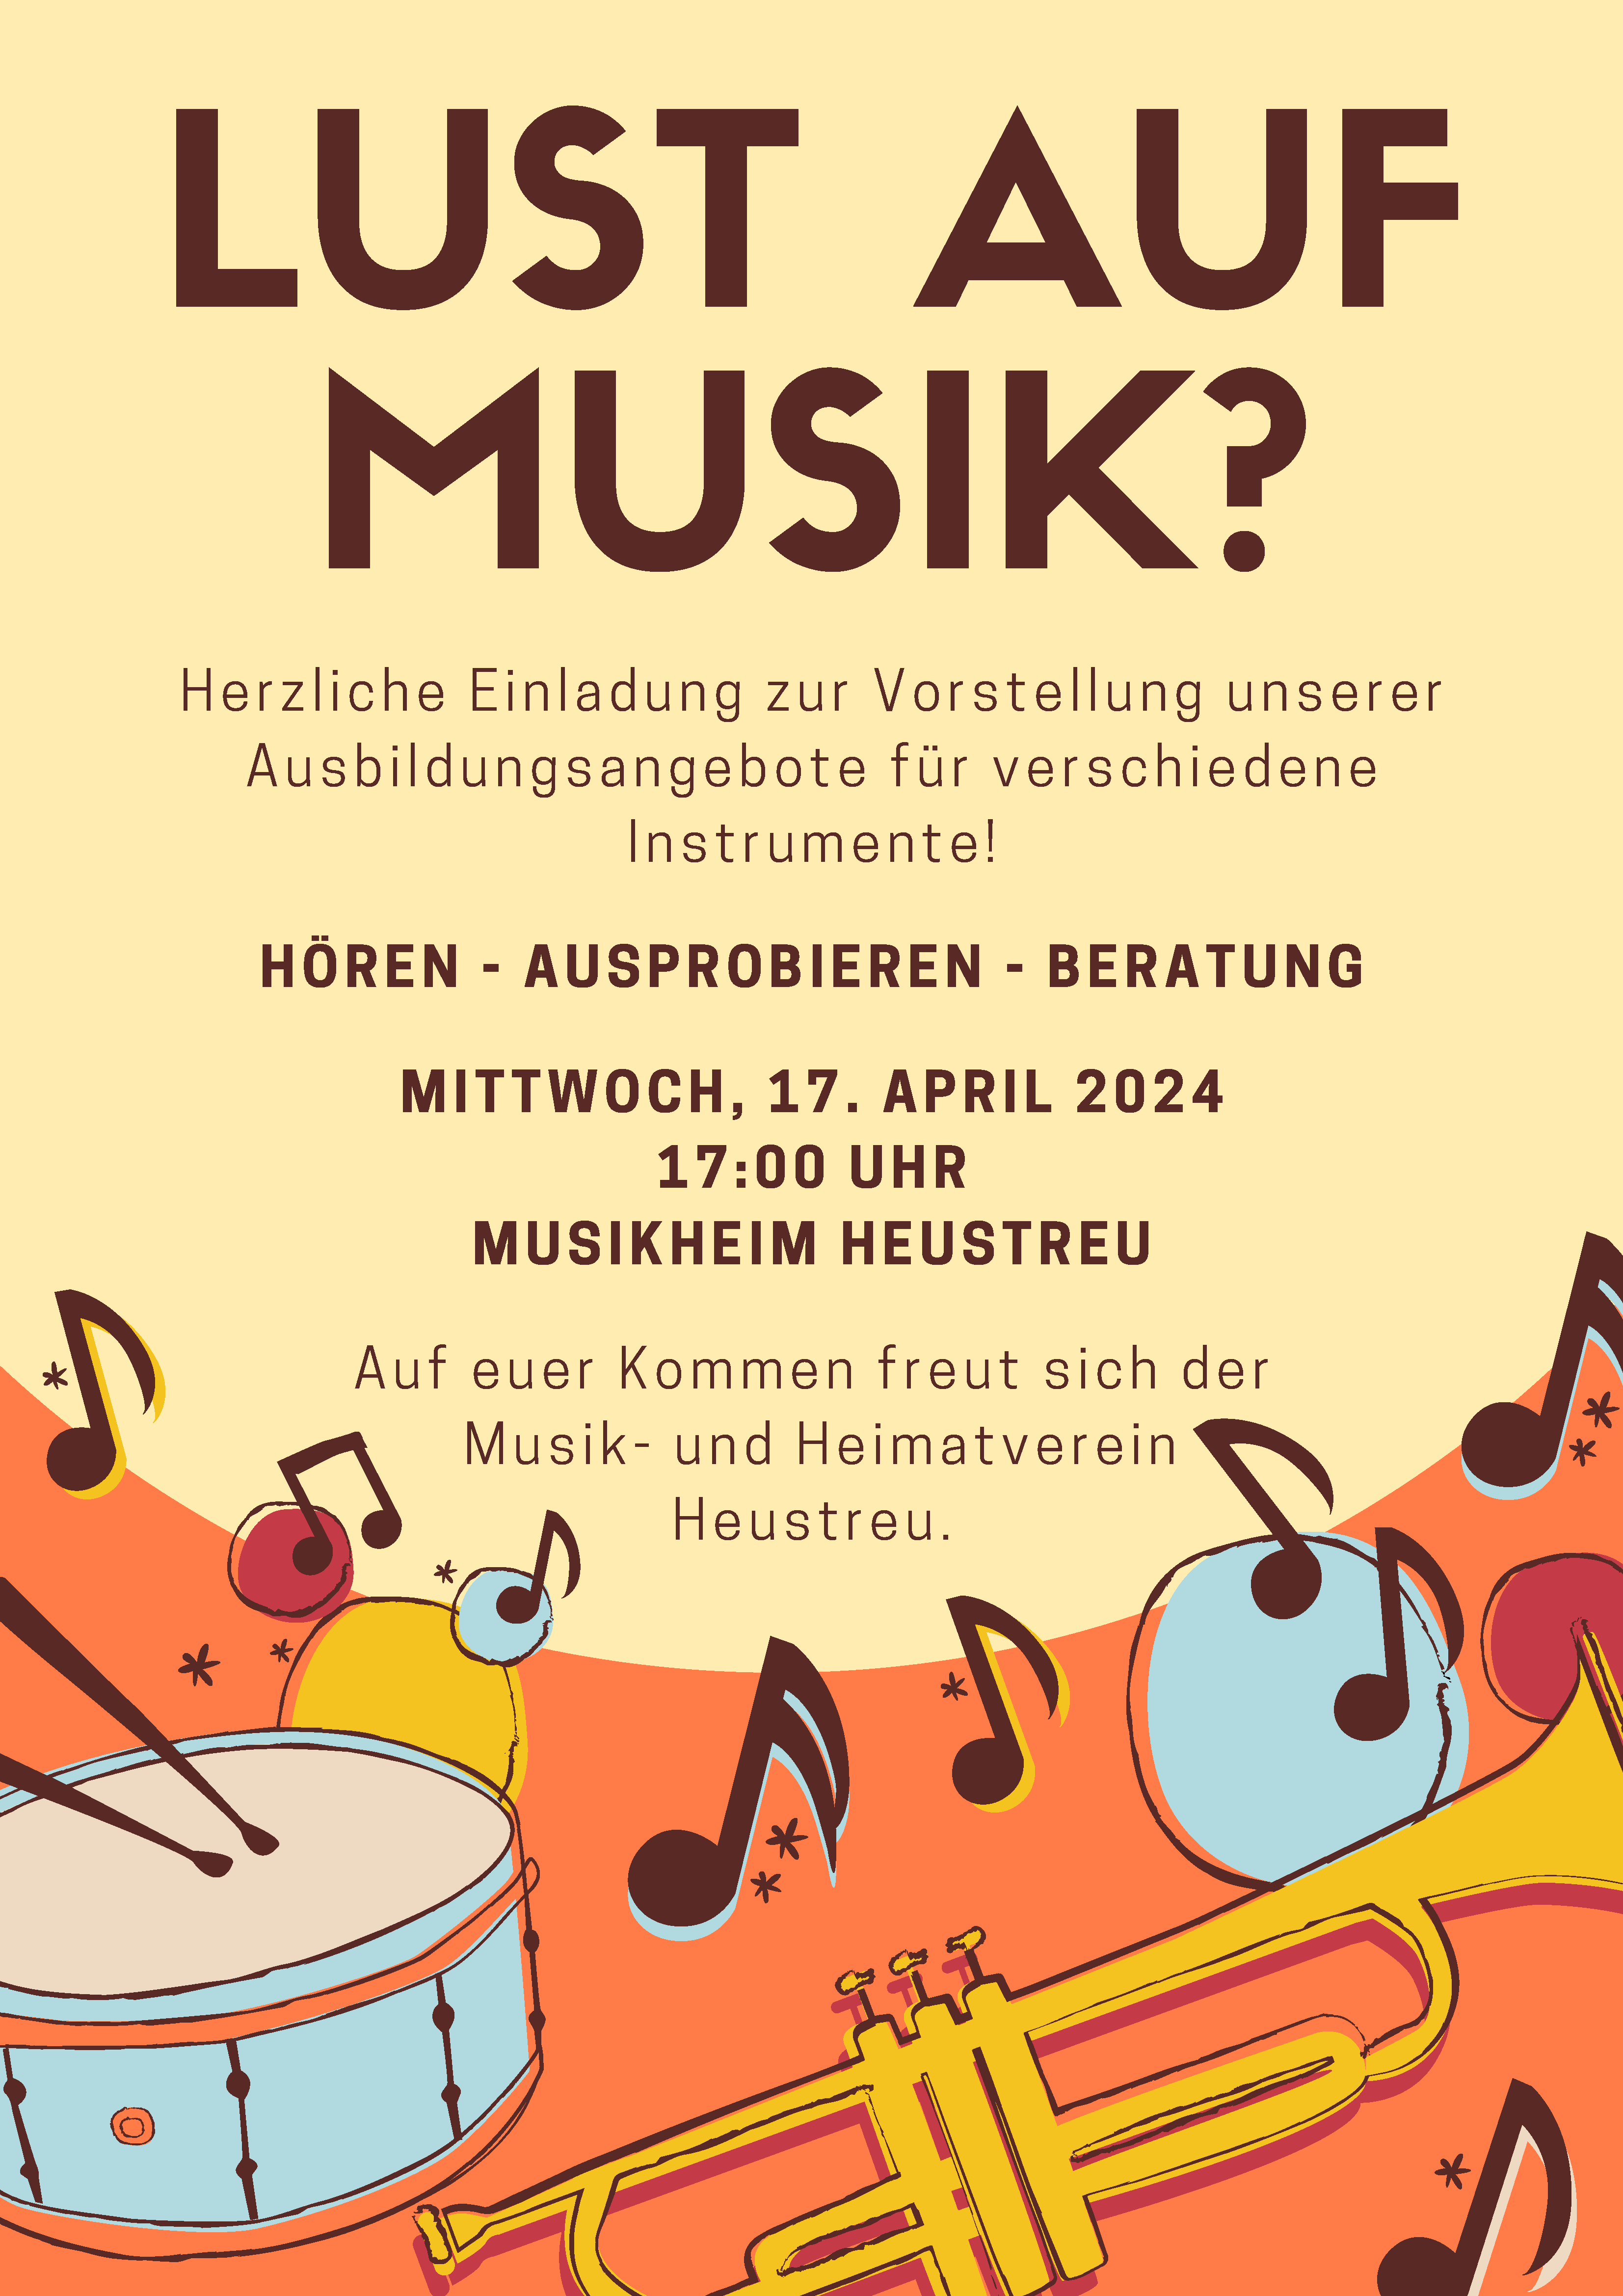 LUST AUF
MUSIK?
Herzliche Einladung zur Vorstellung unserer
Ausbildungsangebote für verschiedene
Instrumente!
HÖREN - AUSPROBIEREN - BERATUNG
MITTWOCH, 17. APRIL 2024
17:00 UHR
MUSIKHEIM HEUSTREU
Auf euer Kommen freut sich der
Musik- und Heimatverein
Heustreu.